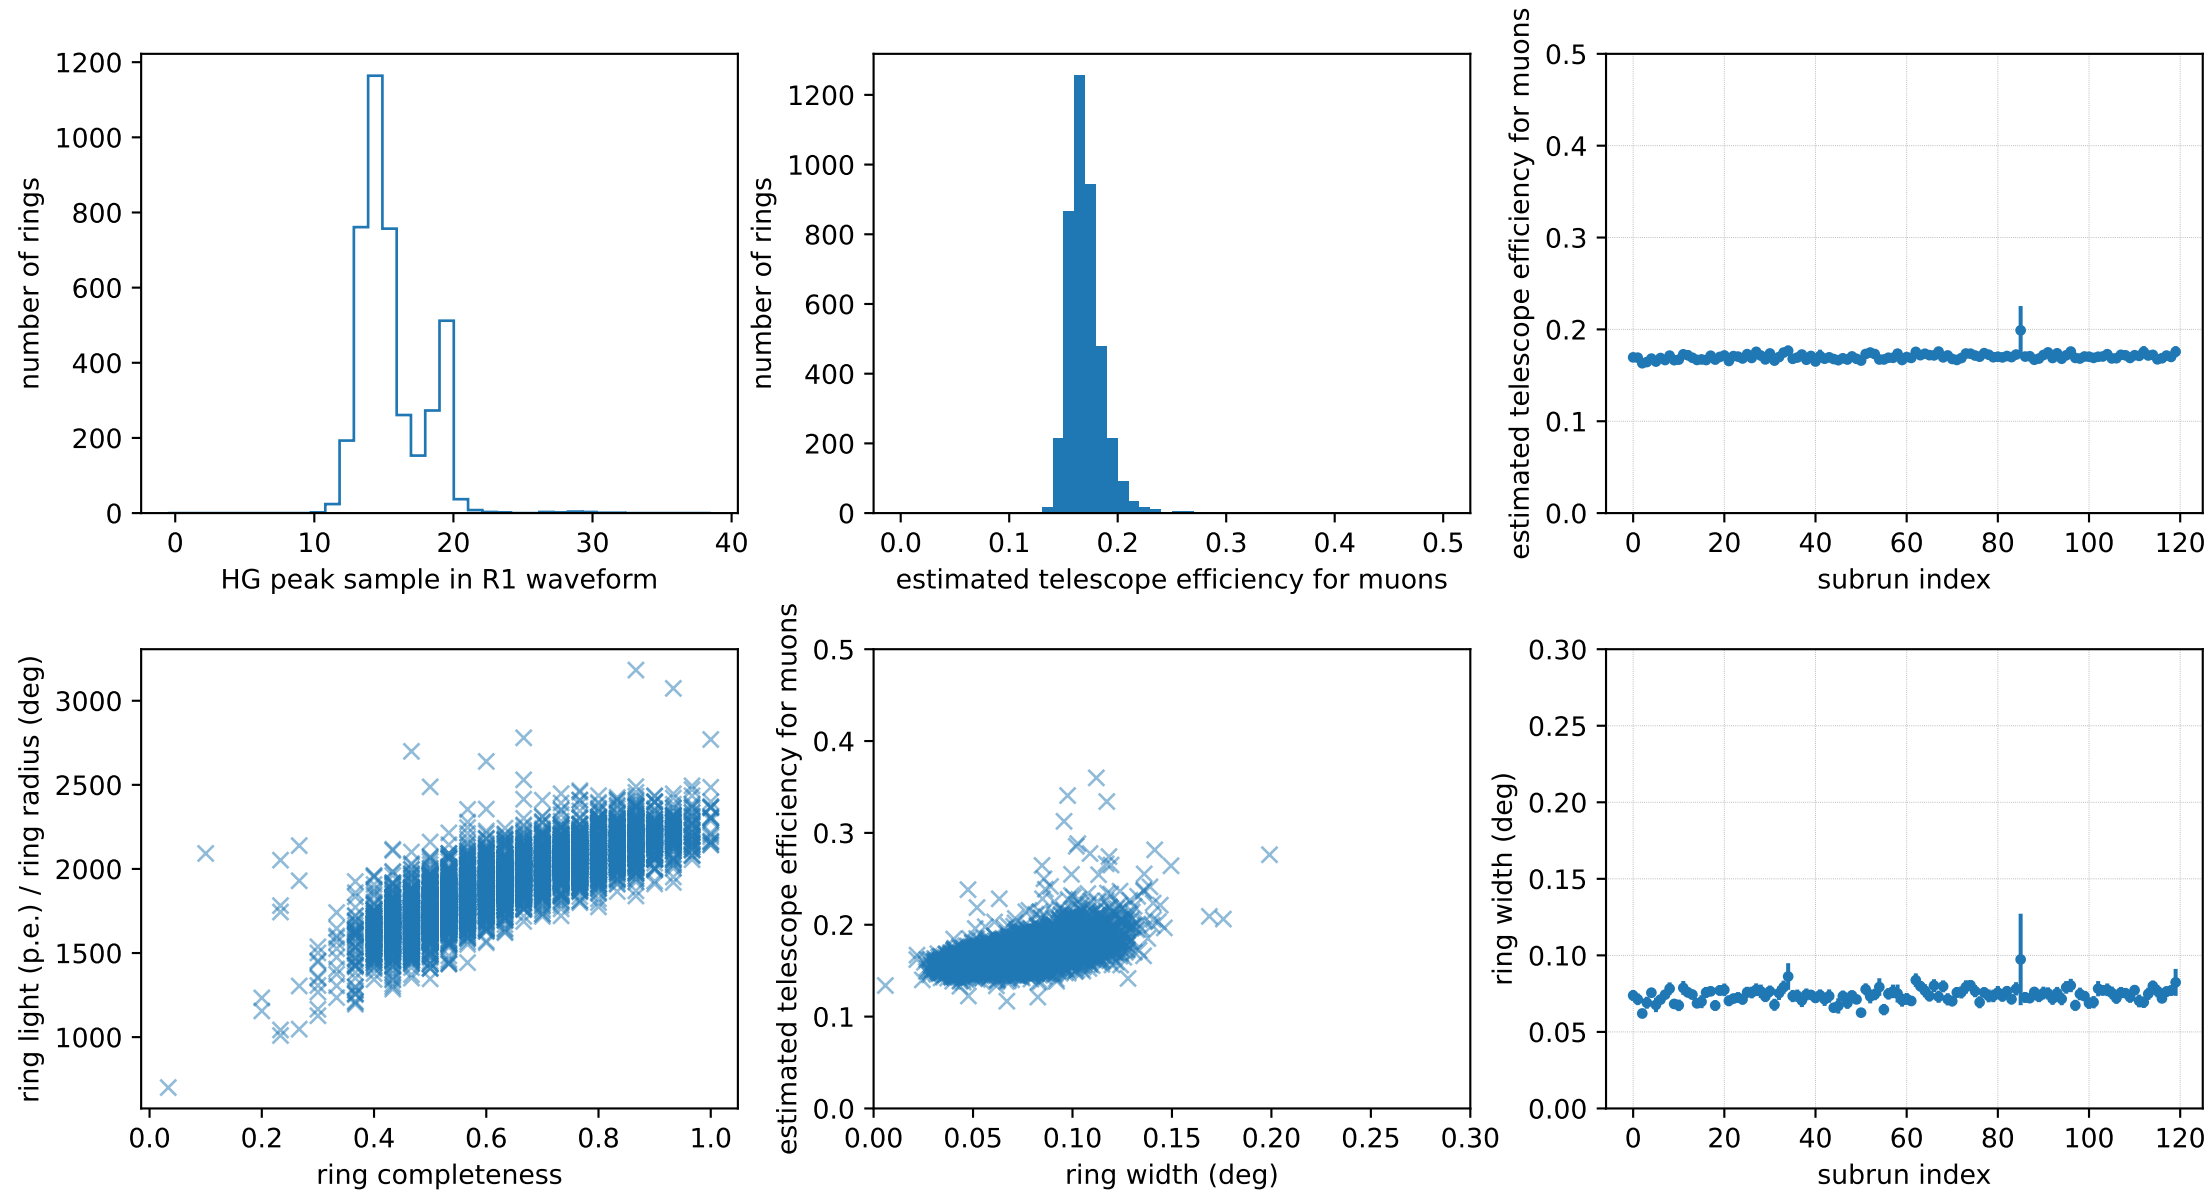 1200
1000
800
600
400
200
0
number of rings
0 10 20 30 40
HG peak sample in R1 waveform
1200
1000
800
600
400
200
0
number of rings
0.0 0.1 0.2 0.3 0.4 0.5
estimated telescope efficiency for muons
0.5
0.4
0.3
0.2
0.1
0.0
estimated telescope efficiency for muons
0 20 40 60 80 100 120
subrun index
3000
2500
2000
1500
1000
ring light (p.e.) / ring radius (deg)
0.0 0.2 0.4 0.6 0.8 1.0
ring completeness
0.5
0.4
0.3
0.2
0.1
0.0
estimated telescope efficiency for muons
0.00 0.05 0.10 0.15 0.20 0.25 0.30
ring width (deg)
0.30
0.25
0.20
0.15
0.10
0.05
0.00
ring width (deg)
0 20 40 60 80 100 120
subrun index